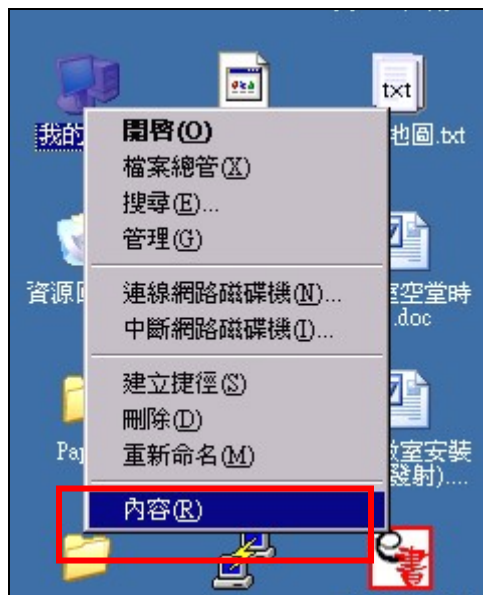 txt
我的
地圖.txt
開啓(O)
檔案總管(X)
搜尋(E)...
管理(G)
連線網路磁碟機(N)...
中斷網路磁碟機(I)...
建立捷徑(S)
刪除(D)
重新命名(M)
內容(R)
資源
室空堂時
.doc
Pa
教室安裝
發射)....
e
書